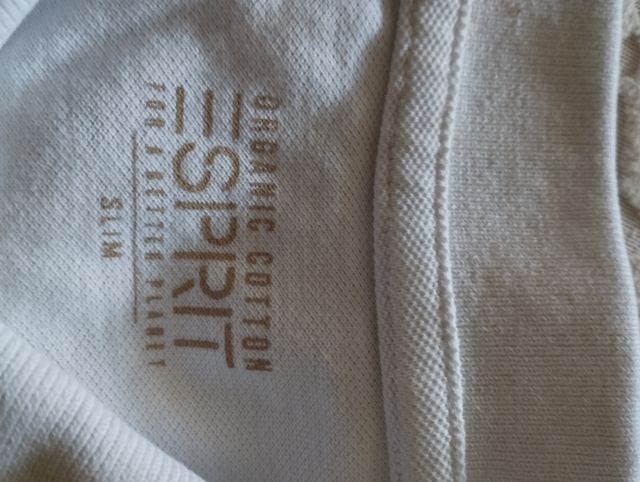 ORGANIC COTTON
ESPRIT
FOR A BETTER PLANET
SLIM